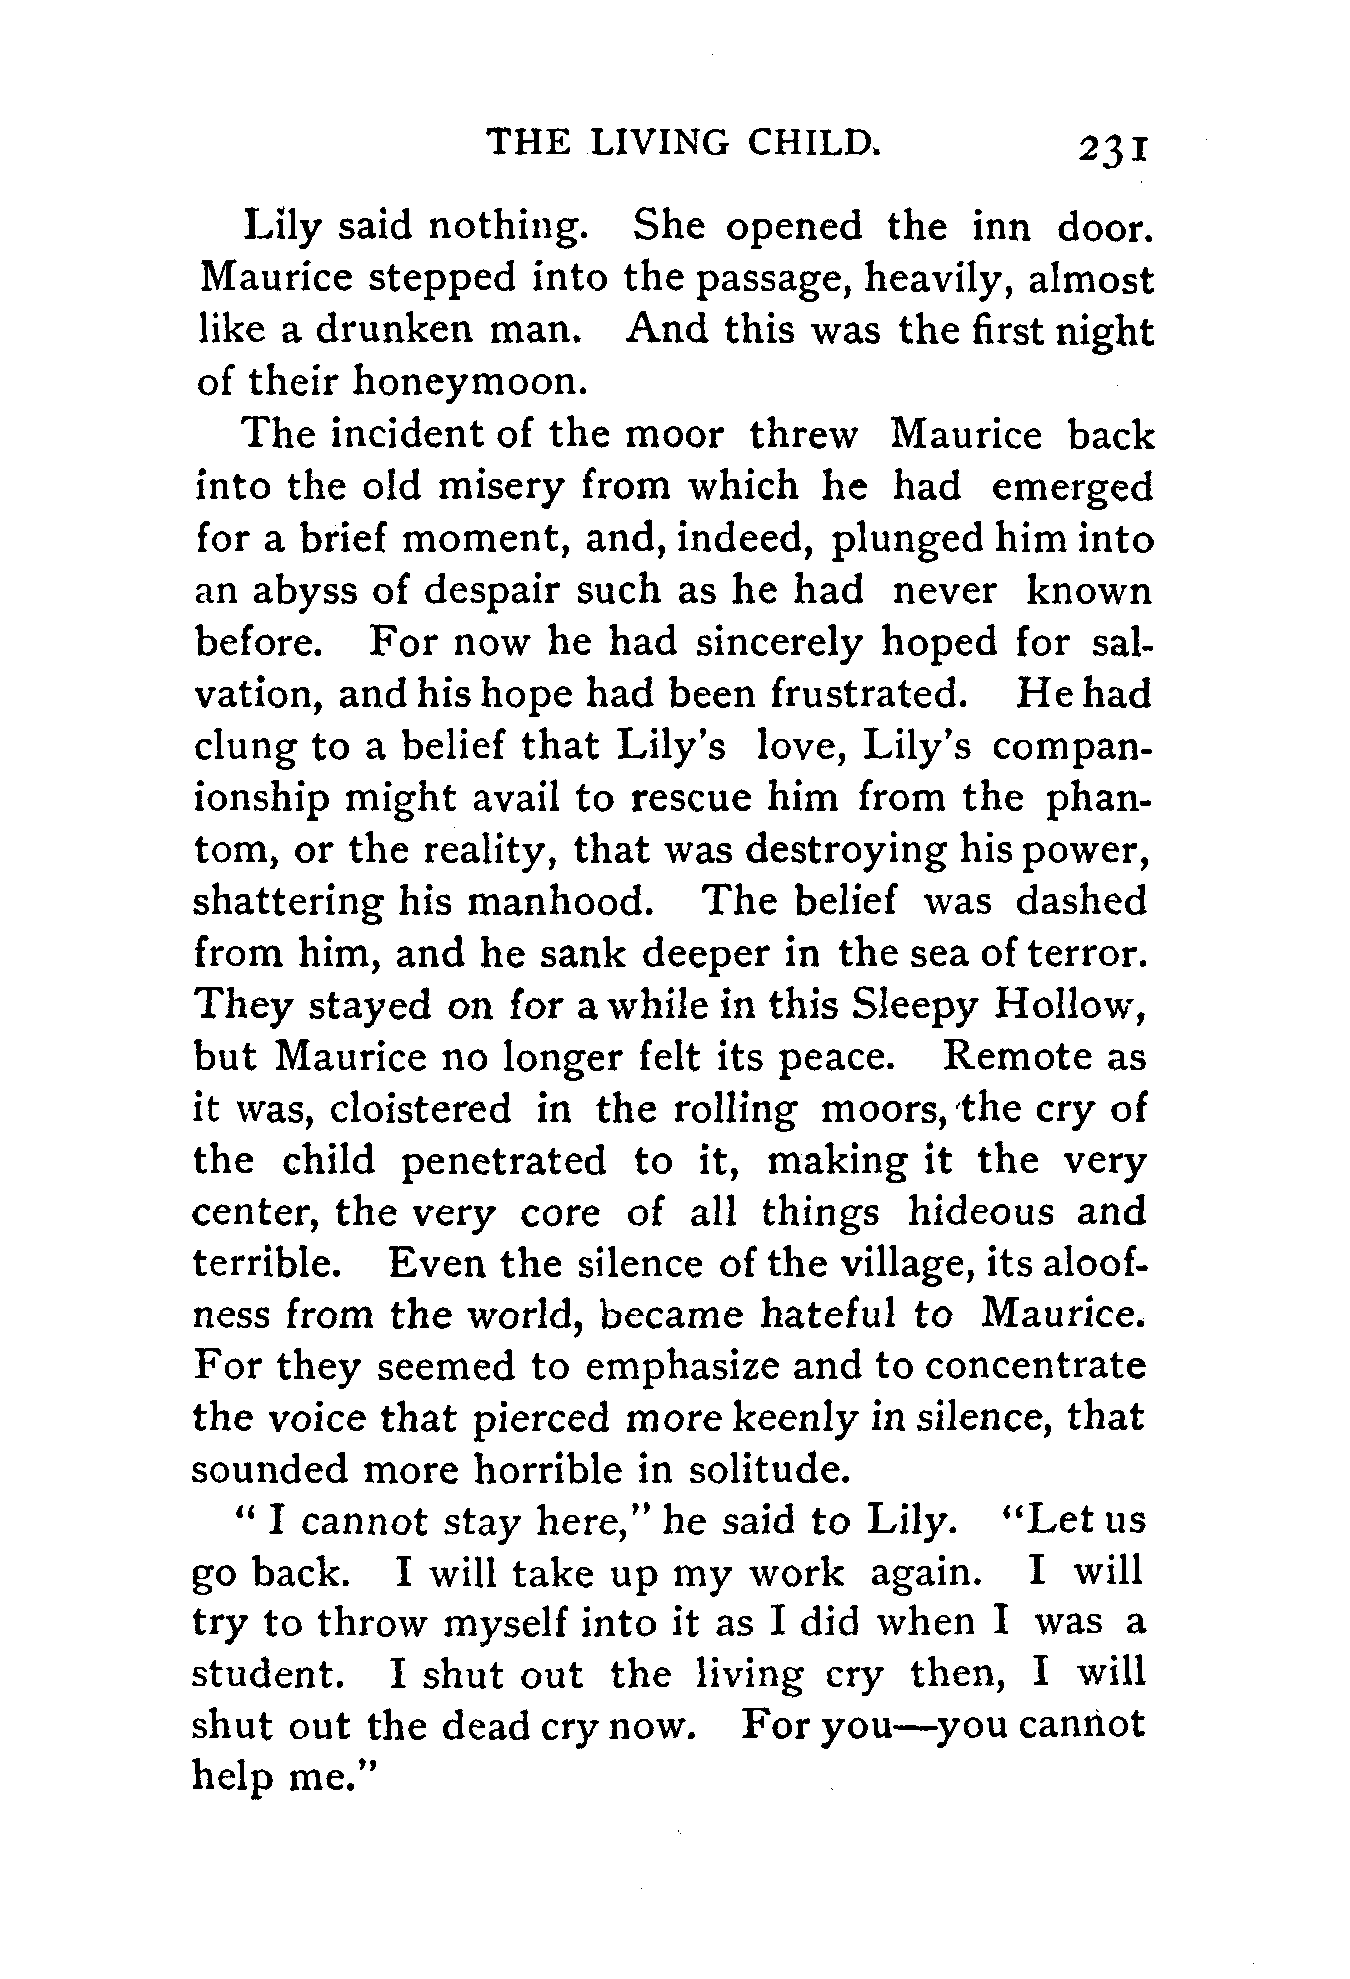 THE LIVING CHILD. 231
Lily said nothing. She opened the inn door.
Maurice stepped into the passage, heavily, almost
like a drunken man. And this was the first night
of their honeymoon.
The incident of the moor threw Maurice back
into the old misery from which he had emerged
for a brief moment, and, indeed, plunged him into
an abyss of despair such as he had never known
before. For now he had sincerely hoped for sal-
vation, and his hope had been frustrated. He had
clung to a belief that Lily's love, Lily's compan-
ionship might avail to rescue him from the phan-
tom, or the reality, that was destroying his power,
shattering his manhood. The belief was dashed
from him, and he sank deeper in the sea of terror.
They stayed on for a while in this Sleepy Hollow,
but Maurice no longer felt its peace. Remote as
it was, cloistered in the rolling moors, the cry of
the child penetrated to it, making it the very
center, the very core of all things hideous and
terrible. Even the silence of the village, its aloof-
ness from the world, became hateful to Maurice.
For they seemed to emphasize and to concentrate
the voice that pierced more keenly in silence, that
sounded more horrible in solitude.
" I cannot stay here," he said to Lily. "Let us
go back. I will take up my work again. I will
try to throw myself into it as I did when I was a
student. I shut out the living cry then, I will
shut out the dead cry now. For you—you cannot
help me."